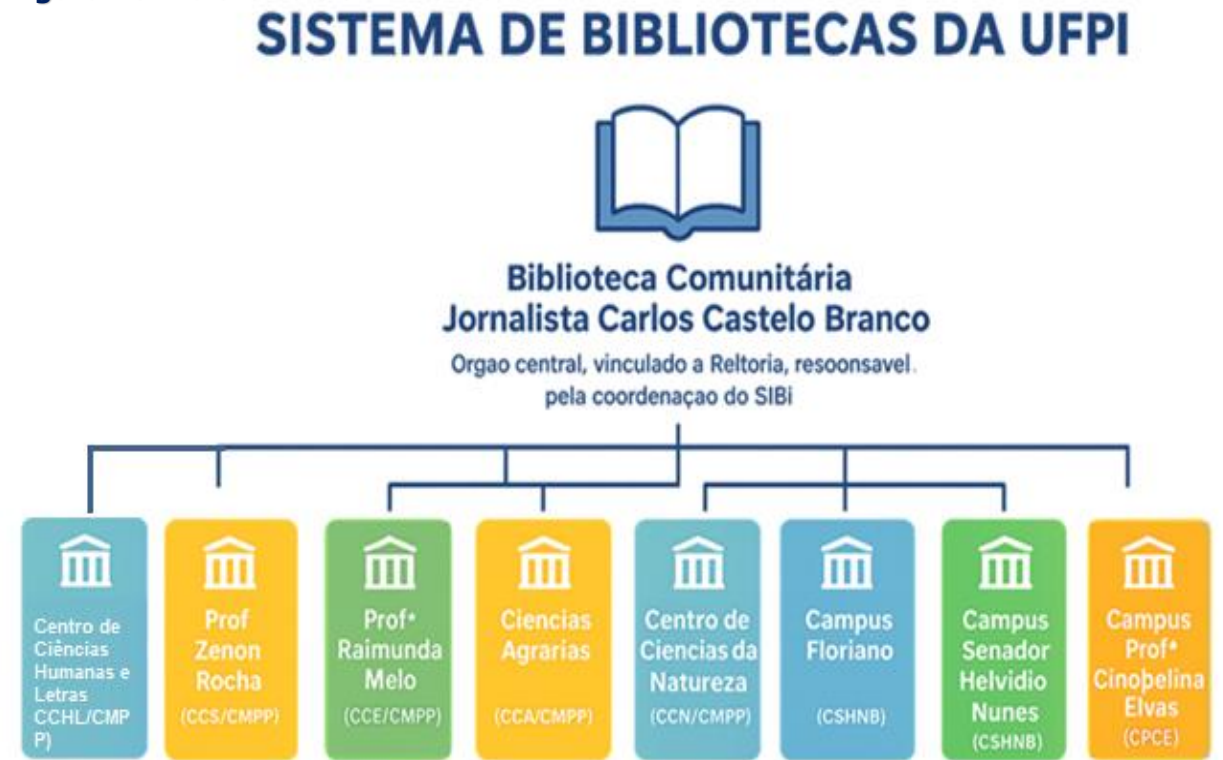 SISTEMA DE BIBLIOTECAS DA UFPI
Biblioteca Comunitária
Jornalista Carlos Castelo Branco
Orgao central, vinculado a Reltoria, resoonsavel.
pela coordenaçao do SIBi
Centro de
Ciências
Humanas e
Letras
CCHL/CMP
P)
Prof
Zenon
Rocha
(CCS/CMPP)
Prof•
Raimunda
Melo
(CCE/CMPP)
Ciencias
Agrarias
(CCA/CMPP)
Centro de
Ciencias da
Natureza
(CCN/CMPP)
Campus
Floriano
(CSHNB)
Campus
Senador
Helvidio
Nunes
(CSHNB)
Campus
Prof•
Cinoþelina
Elvas
(CPCE)